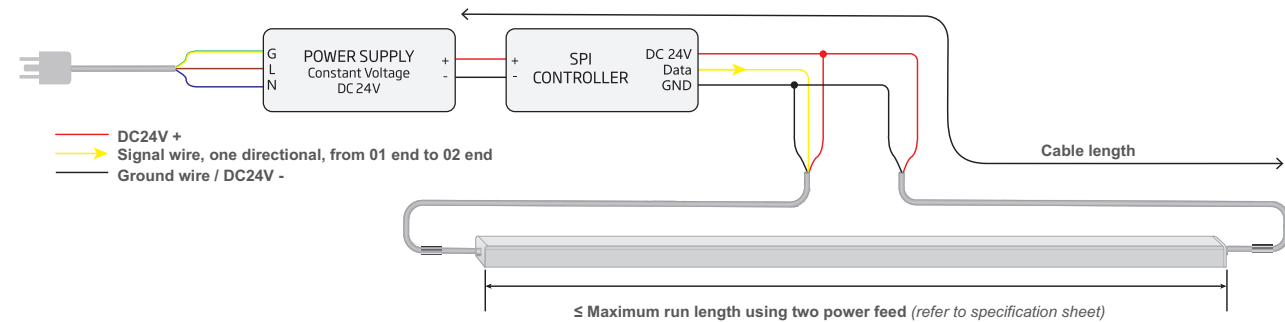 G
L
N
POWER SUPPLY
Constant Voltage
DC 24V
+
-
+
-
SPI
CONTROLLER
DC 24V
Data
GND
DC24V +
Signal wire, one directional, from 01 end to 02 end
Ground wire / DC24V -
Cable length
≤ Maximum run length using two power feed (refer to specification sheet)